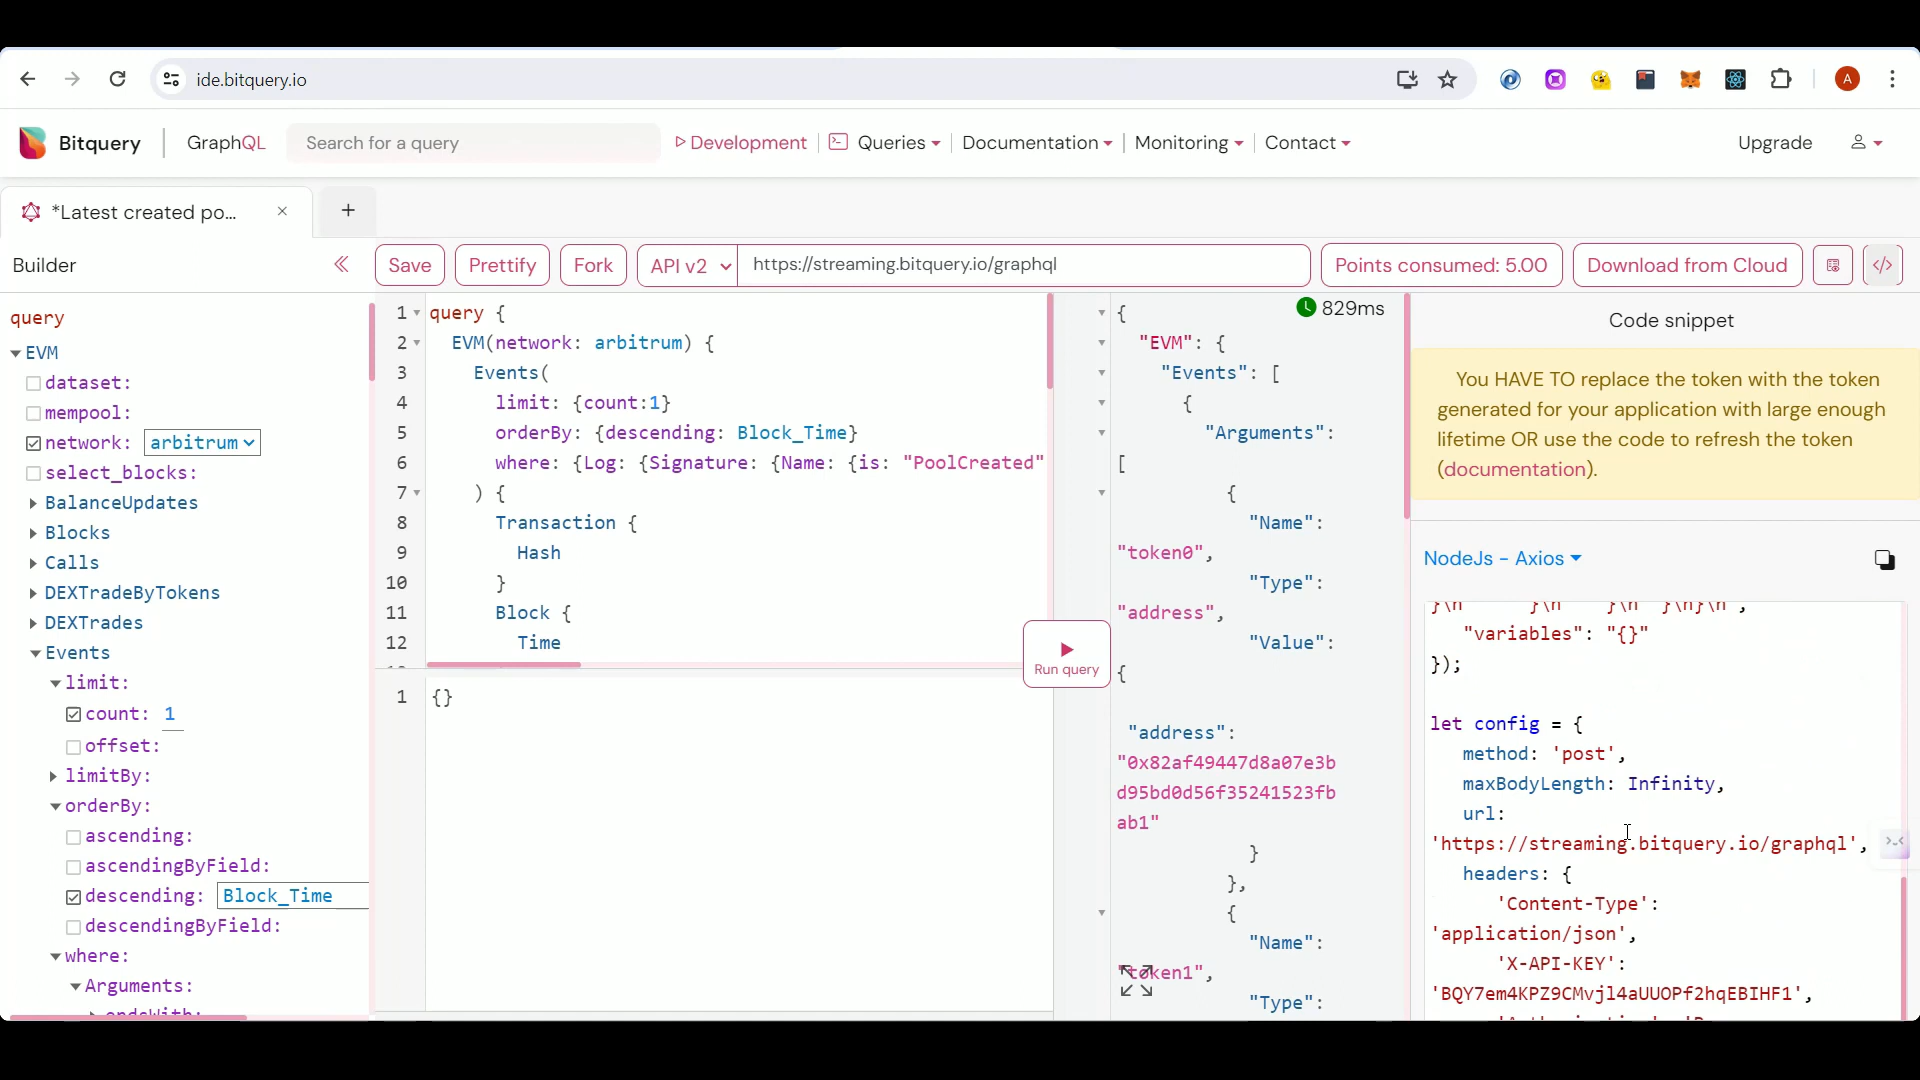 ide.bitquery.io
A
Bitquery
GraphQL
Search for a query
Development
Queries
Documentation
Monitoring
Contact
Upgrade
*Latest created po...
Builder
Save
Prettify
Fork
API v2
https://streaming.bitquery.io/graphql
Points consumed: 5.00
Download from Cloud
query
EVM
dataset:
mempool:
network: arbitrum
select_blocks:
BalanceUpdates
Blocks
Calls
DEXTradeByTokens
DEXTrades
Events
limit:
count: 1
offset:
limitBy:
orderBy:
ascending:
ascendingByField:
descending: Block_Time
descendingByField:
where:
Arguments:
endsWith:
1 query {
2 EVM(network: arbitrum) {
3 Events(
4 limit: {count:1}
5 orderBy: {descending: Block_Time}
6 where: {Log: {Signature: {Name: {is: "PoolCreated"
7 ) {
8 Transaction {
9 Hash
10 }
11 Block {
12 Time
Run query
1 {}
829ms
{
"EVM": {
"Events": [
{
"Arguments":
[
{
"Name":
"token0",
"Type":
"address",
"Value":
{
"address":
"0x82af49447d8a07e3b
d95bd0d56f35241523fb
ab1"
}
},
{
"Name":
"token1",
"Type":
Code snippet
You HAVE TO replace the token with the token
generated for your application with large enough
lifetime OR use the code to refresh the token
(documentation).
NodeJs - Axios
}\n }\n }\n }\n}\n",
"variables": "{}"
});
let config = {
method: 'post',
maxBodyLength: Infinity,
url:
'https://streaming.bitquery.io/graphql',
headers: {
'Content-Type':
'application/json',
'X-API-KEY':
'BQY7em4KPZ9CMvjl4aUUOPf2hqEBIHF1',